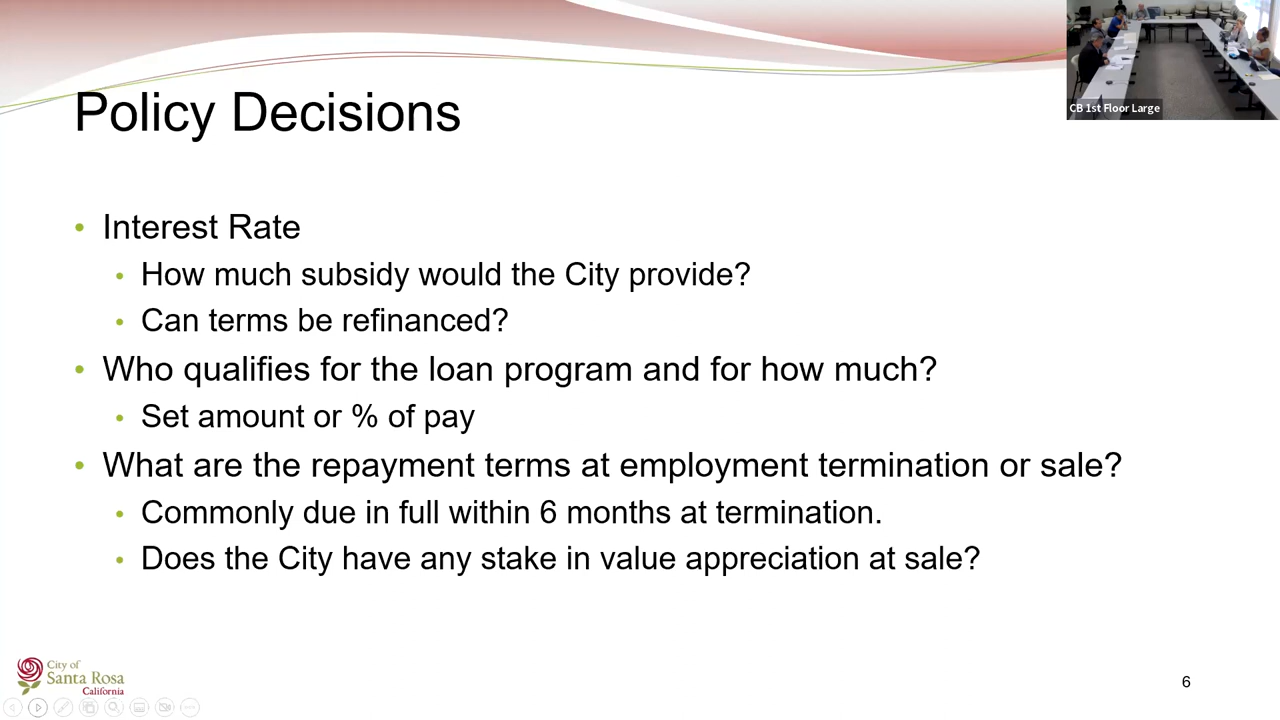 CB 1st Floor Large
Policy Decisions
• Interest Rate
• How much subsidy would the City provide?
• Can terms be refinanced?
• Who qualifies for the loan program and for how much?
• Set amount or % of pay
• What are the repayment terms at employment termination or sale?
• Commonly due in full within 6 months at termination.
• Does the City have any stake in value appreciation at sale?
City of
Santa Rosa
California
6